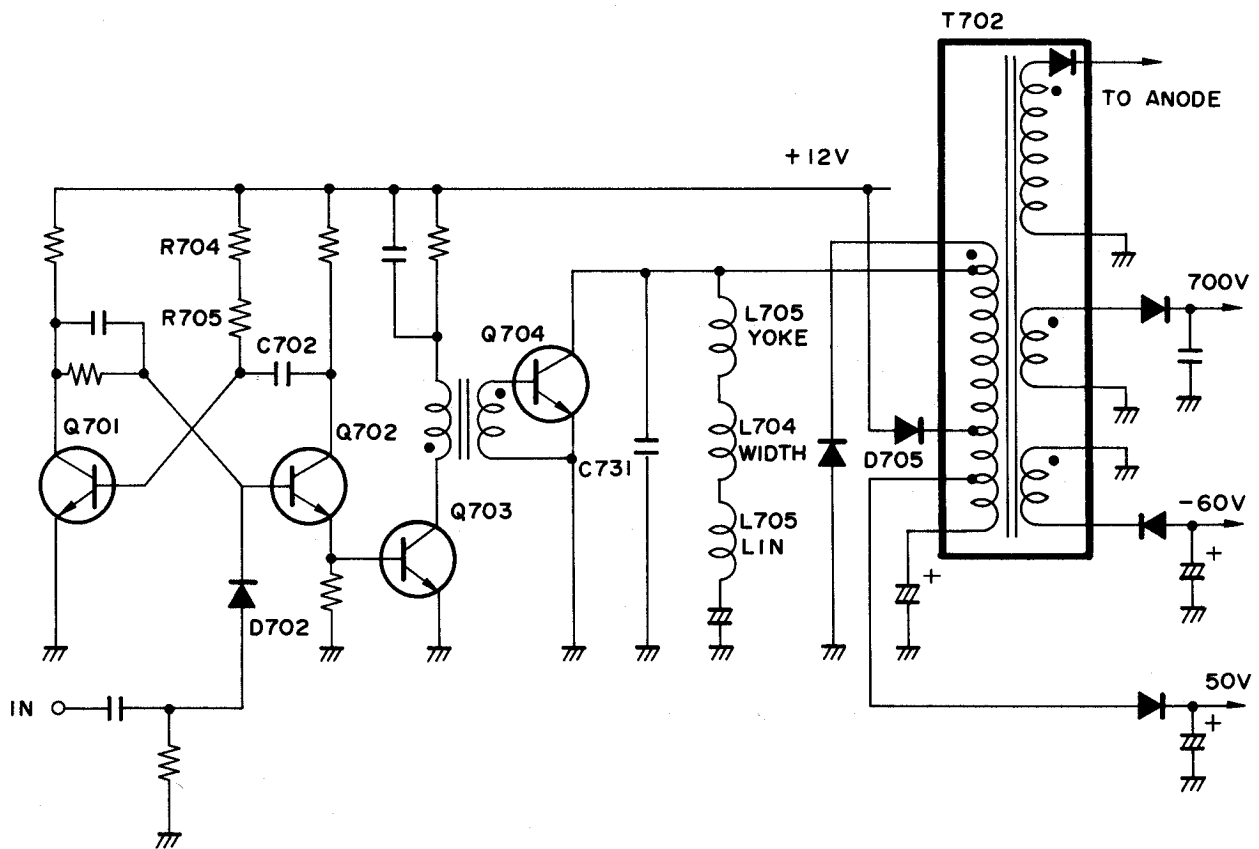 T702
TO ANODE
+12V
R704
R705
C702
Q704
L705
YOKE
700V
Q701
Q702
L704
WIDTH
C731
D705
Q703
L705
LIN
+
-60V
+
D702
IN
50V
+